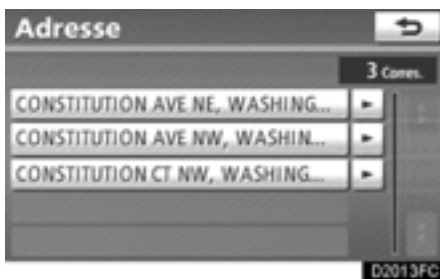 Adresse
3 Corres.
CONSTITUTION AVE NE, WASHING...
CONSTITUTION AVE NW, WASHIN...
CONSTITUTION CT NW, WASHING...
D2013FC